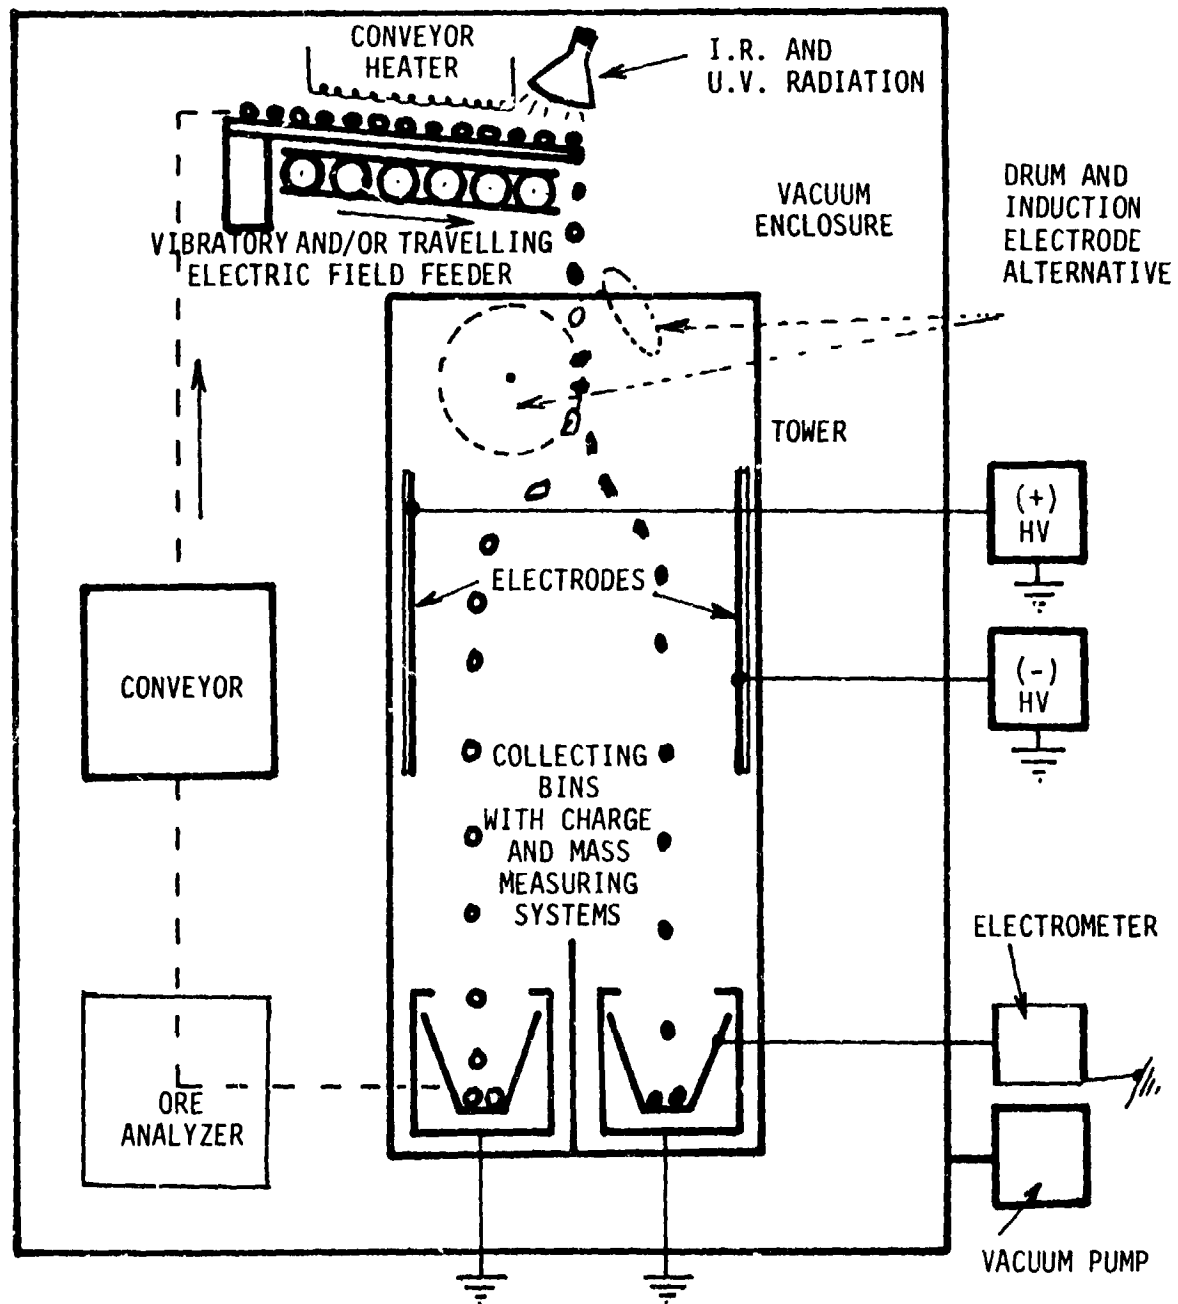 CONVEYOR
HEATER
I.R. AND
U.V. RADIATION
VACUUM
ENCLOSURE
DRUM AND
INDUCTION
ELECTRODE
ALTERNATIVE
VIBRATORY AND/OR TRAVELLING
ELECTRIC FIELD FEEDER
TOWER
(+)
HV
ELECTRODES
(-)
HV
CONVEYOR
COLLECTING
BINS
WITH CHARGE
AND MASS
MEASURING
SYSTEMS
ELECTROMETER
ORE
ANALYZER
VACUUM PUMP